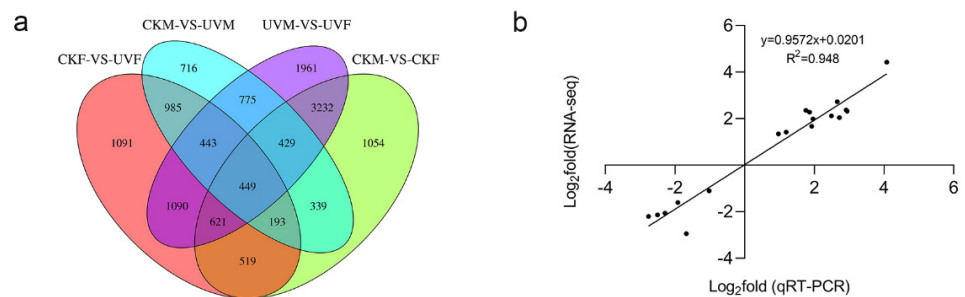 a
CKM-VS-UVM
UVM-VS-UVF
CKF-VS-UVF
CKM-VS-CKF
716
1961
985
775
3232
1091
443
429
1054
449
1090
339
621
193
519
b
y=0.9572x+0.0201
R²=0.948
Log₂fold(RNA-seq)
6
4
2
-4
-2
0
2
4
6
-2
-4
Log₂fold (qRT-PCR)